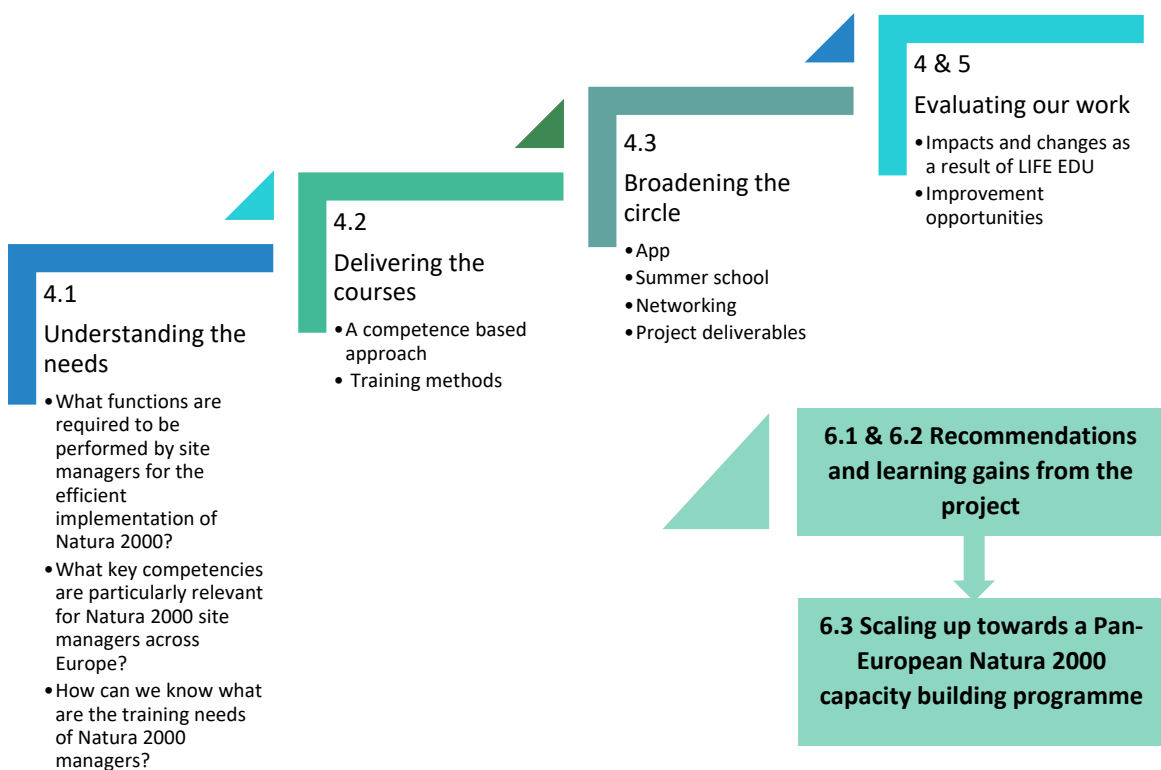 4.1
Understanding the
needs
•What functions are
required to be
performed by site
managers for the
efficient
implementation of
Natura 2000?
•What key competencies
are particularly relevant
for Natura 2000 site
managers across
Europe?
•How can we know what
are the training needs
of Natura 2000
managers?
4.2
Delivering the
courses
•A competence based
approach
• Training methods
4.3
Broadening the
circle
•App
•Summer school
•Networking
•Project deliverables
4 & 5
Evaluating our work
•Impacts and changes as
a result of LIFE EDU
•Improvement
opportunities
6.1 & 6.2 Recommendations
and learning gains from the
project
6.3 Scaling up towards a Pan-
European Natura 2000
capacity building programme